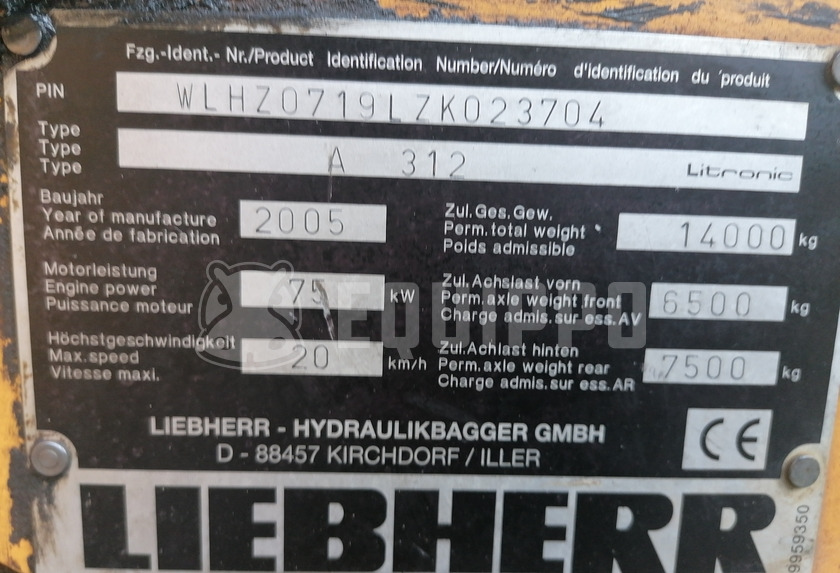 Fzg.-Ident.- Nr./Product Identification Number/Numéro d'identification du produit
PIN WLHZ0719LZK023704
Type
Type A 312 Litronic
Type
Baujahr
Year of manufacture 2005
Année de fabrication
Zul. Ges. Gew.
Perm. total weight 14000 kg
Poids admissible
Motorleistung
Engine power 75 kW
Puissance moteur
Zul. Achslast vorn
Perm. axle weight front 6500 kg
Charge admis. sur ess. AV
Höchstgeschwindigkeit
Max. speed 20 km/h
Vitesse maxi.
Zul. Achlast hinten
Perm. axle weight rear 7500 kg
Charge admis. sur ess. AR
EQUIPPO
LIEBHERR - HYDRAULIKBAGGER GMBH
D - 88457 KIRCHDORF / ILLER
CE
LIEBHERR
9959350